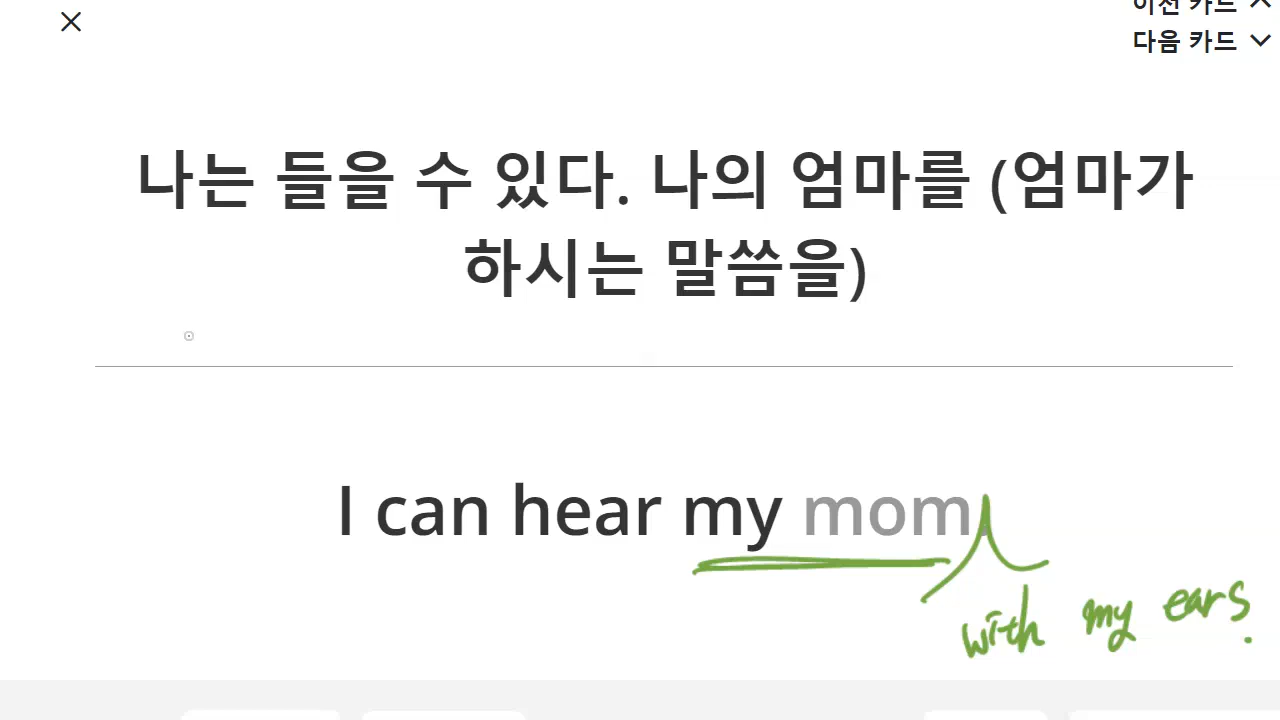 이전 카드
다음 카드
나는 들을 수 있다. 나의 엄마를 (엄마가
하시는 말씀을)
I can hear my mom.
with my ears.